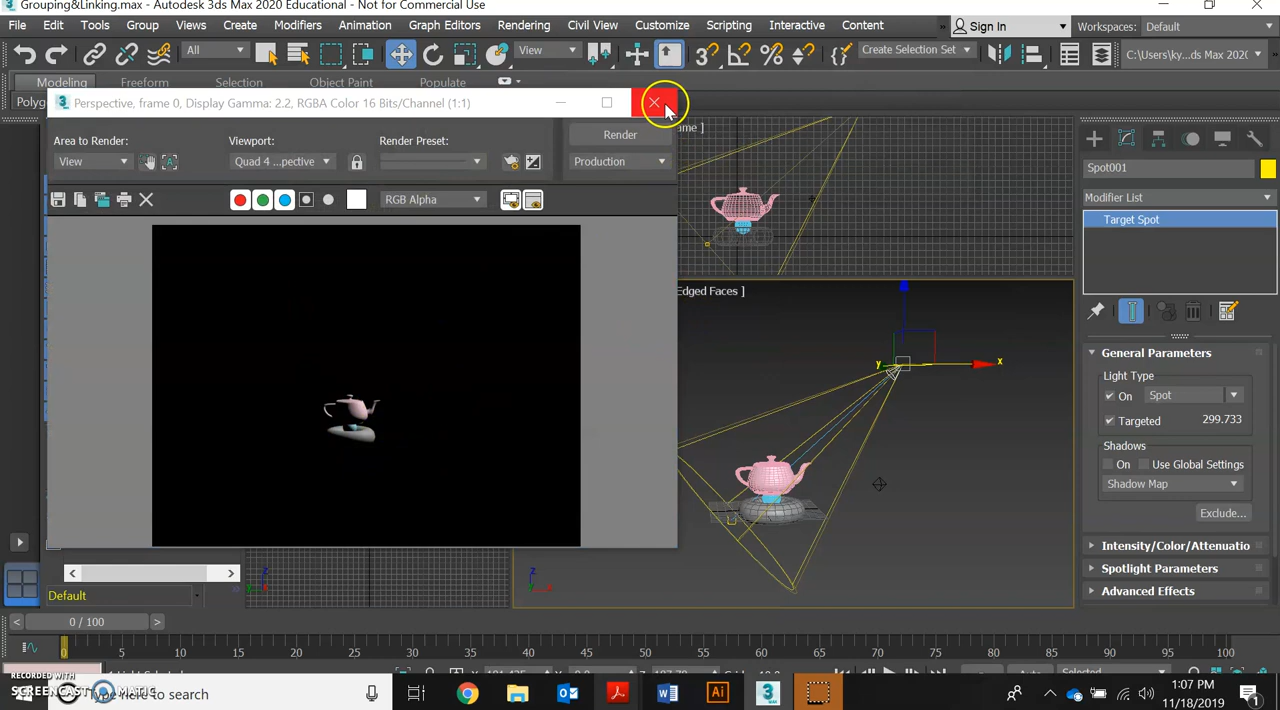 Grouping&Linking.max - Autodesk 3ds Max 2020 Educational - Not for Commercial Use
File Edit Tools Group Views Create Modifiers Animation Graph Editors Rendering Civil View Customize Scripting Interactive Content » Sign In Workspaces: Default
All View Create Selection Set C:\Users\ky...ds Max 2020
Modeling Freeform Selection Object Paint Populate
Polyg
Perspective, frame 0, Display Gamma: 2.2, RGBA Color 16 Bits/Channel (1:1)
ame ]
Area to Render: Viewport: Render Preset: Render
View Quad 4 ...pective Production
RGB Alpha
Edged Faces ]
x
y
z
y
z
x
Spot001
Modifier List
Target Spot
General Parameters
Light Type
On Spot
Targeted 299.733
Shadows
On Use Global Settings
Shadow Map
Exclude...
Intensity/Color/Attenuatio
Spotlight Parameters
Advanced Effects
Default
0 / 100
0 5 10 15 20 25 30 35 40 45 50 55 60 65 70 75 80 85 90 95 100
RECORDED WITH
SCREENCAST MATIC
Type here to search
1:07 PM
11/18/2019